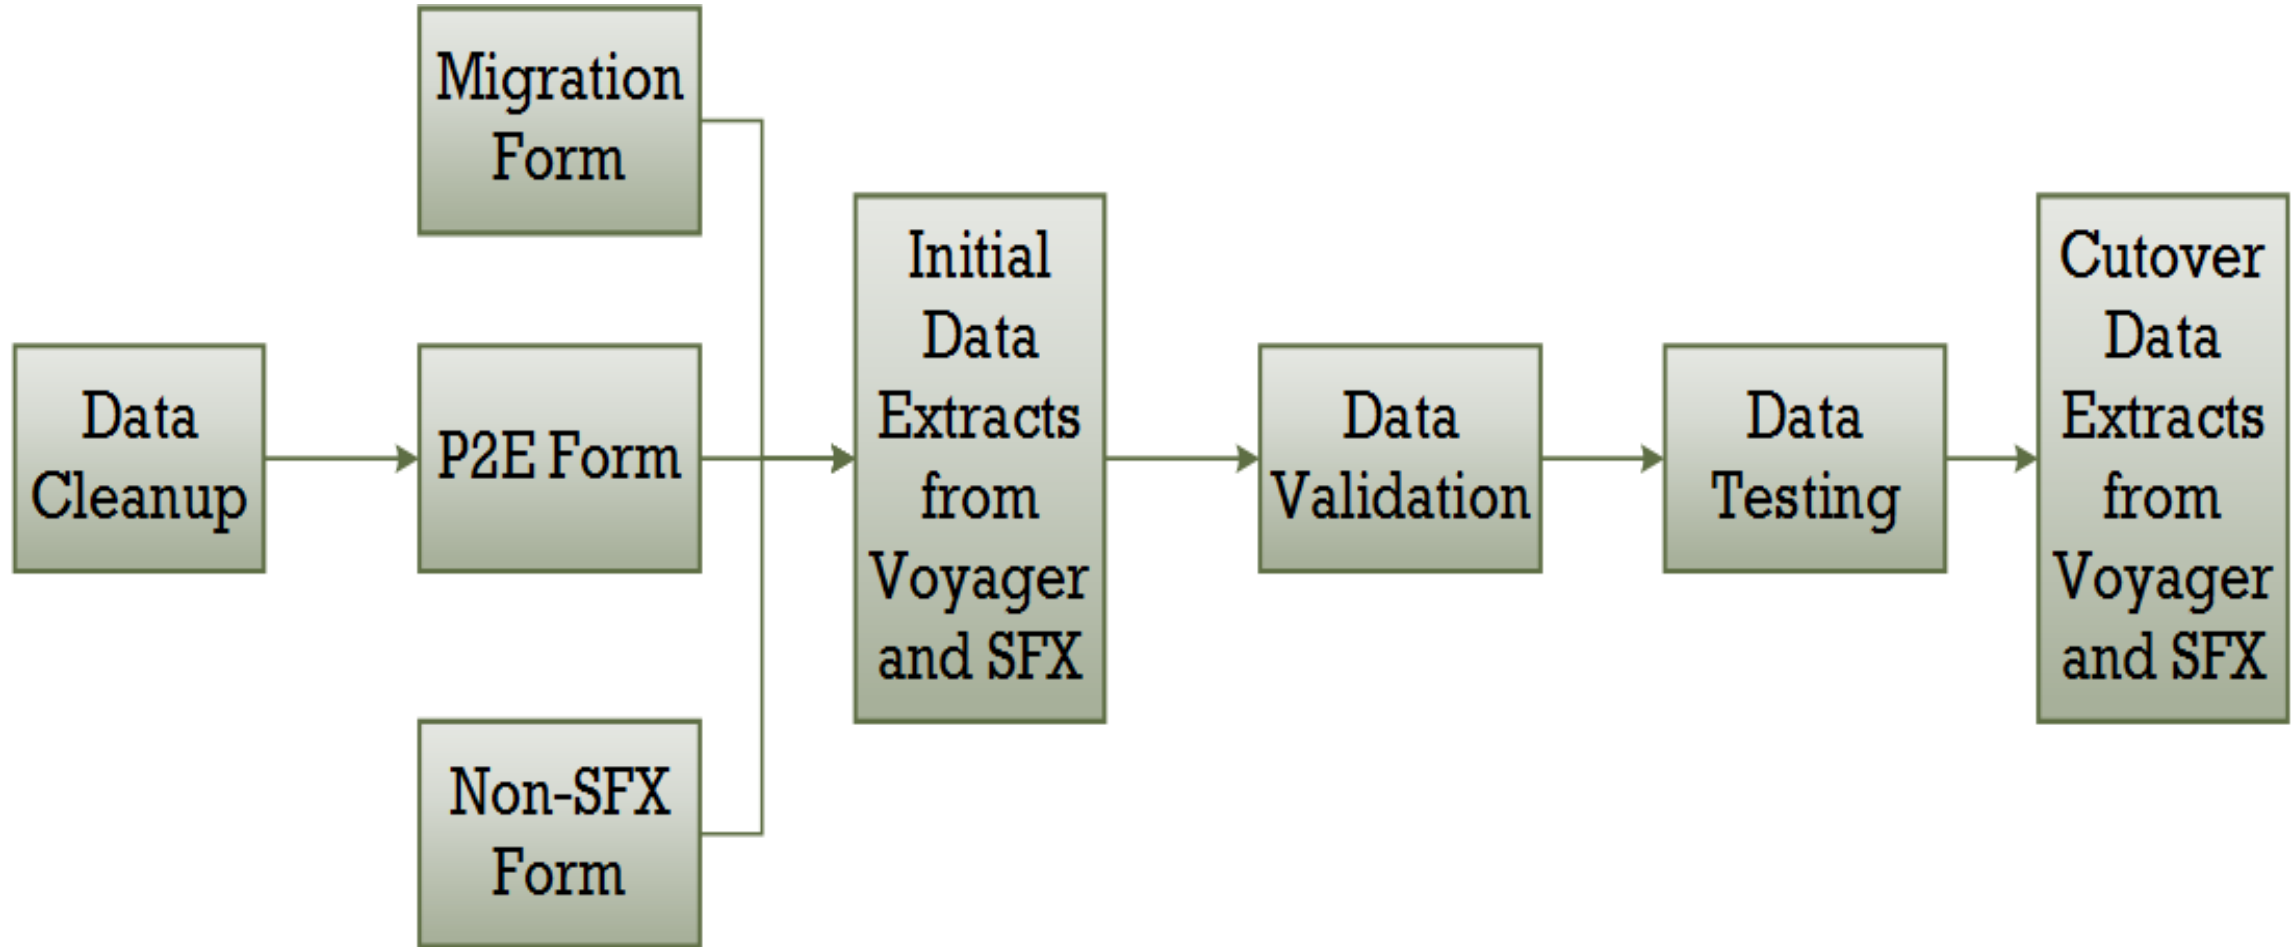 Data
Cleanup
Migration
Form
P2E Form
Non-SFX
Form
Initial
Data
Extracts
from
Voyager
and SFX
Data
Validation
Data
Testing
Cutover
Data
Extracts
from
Voyager
and SFX